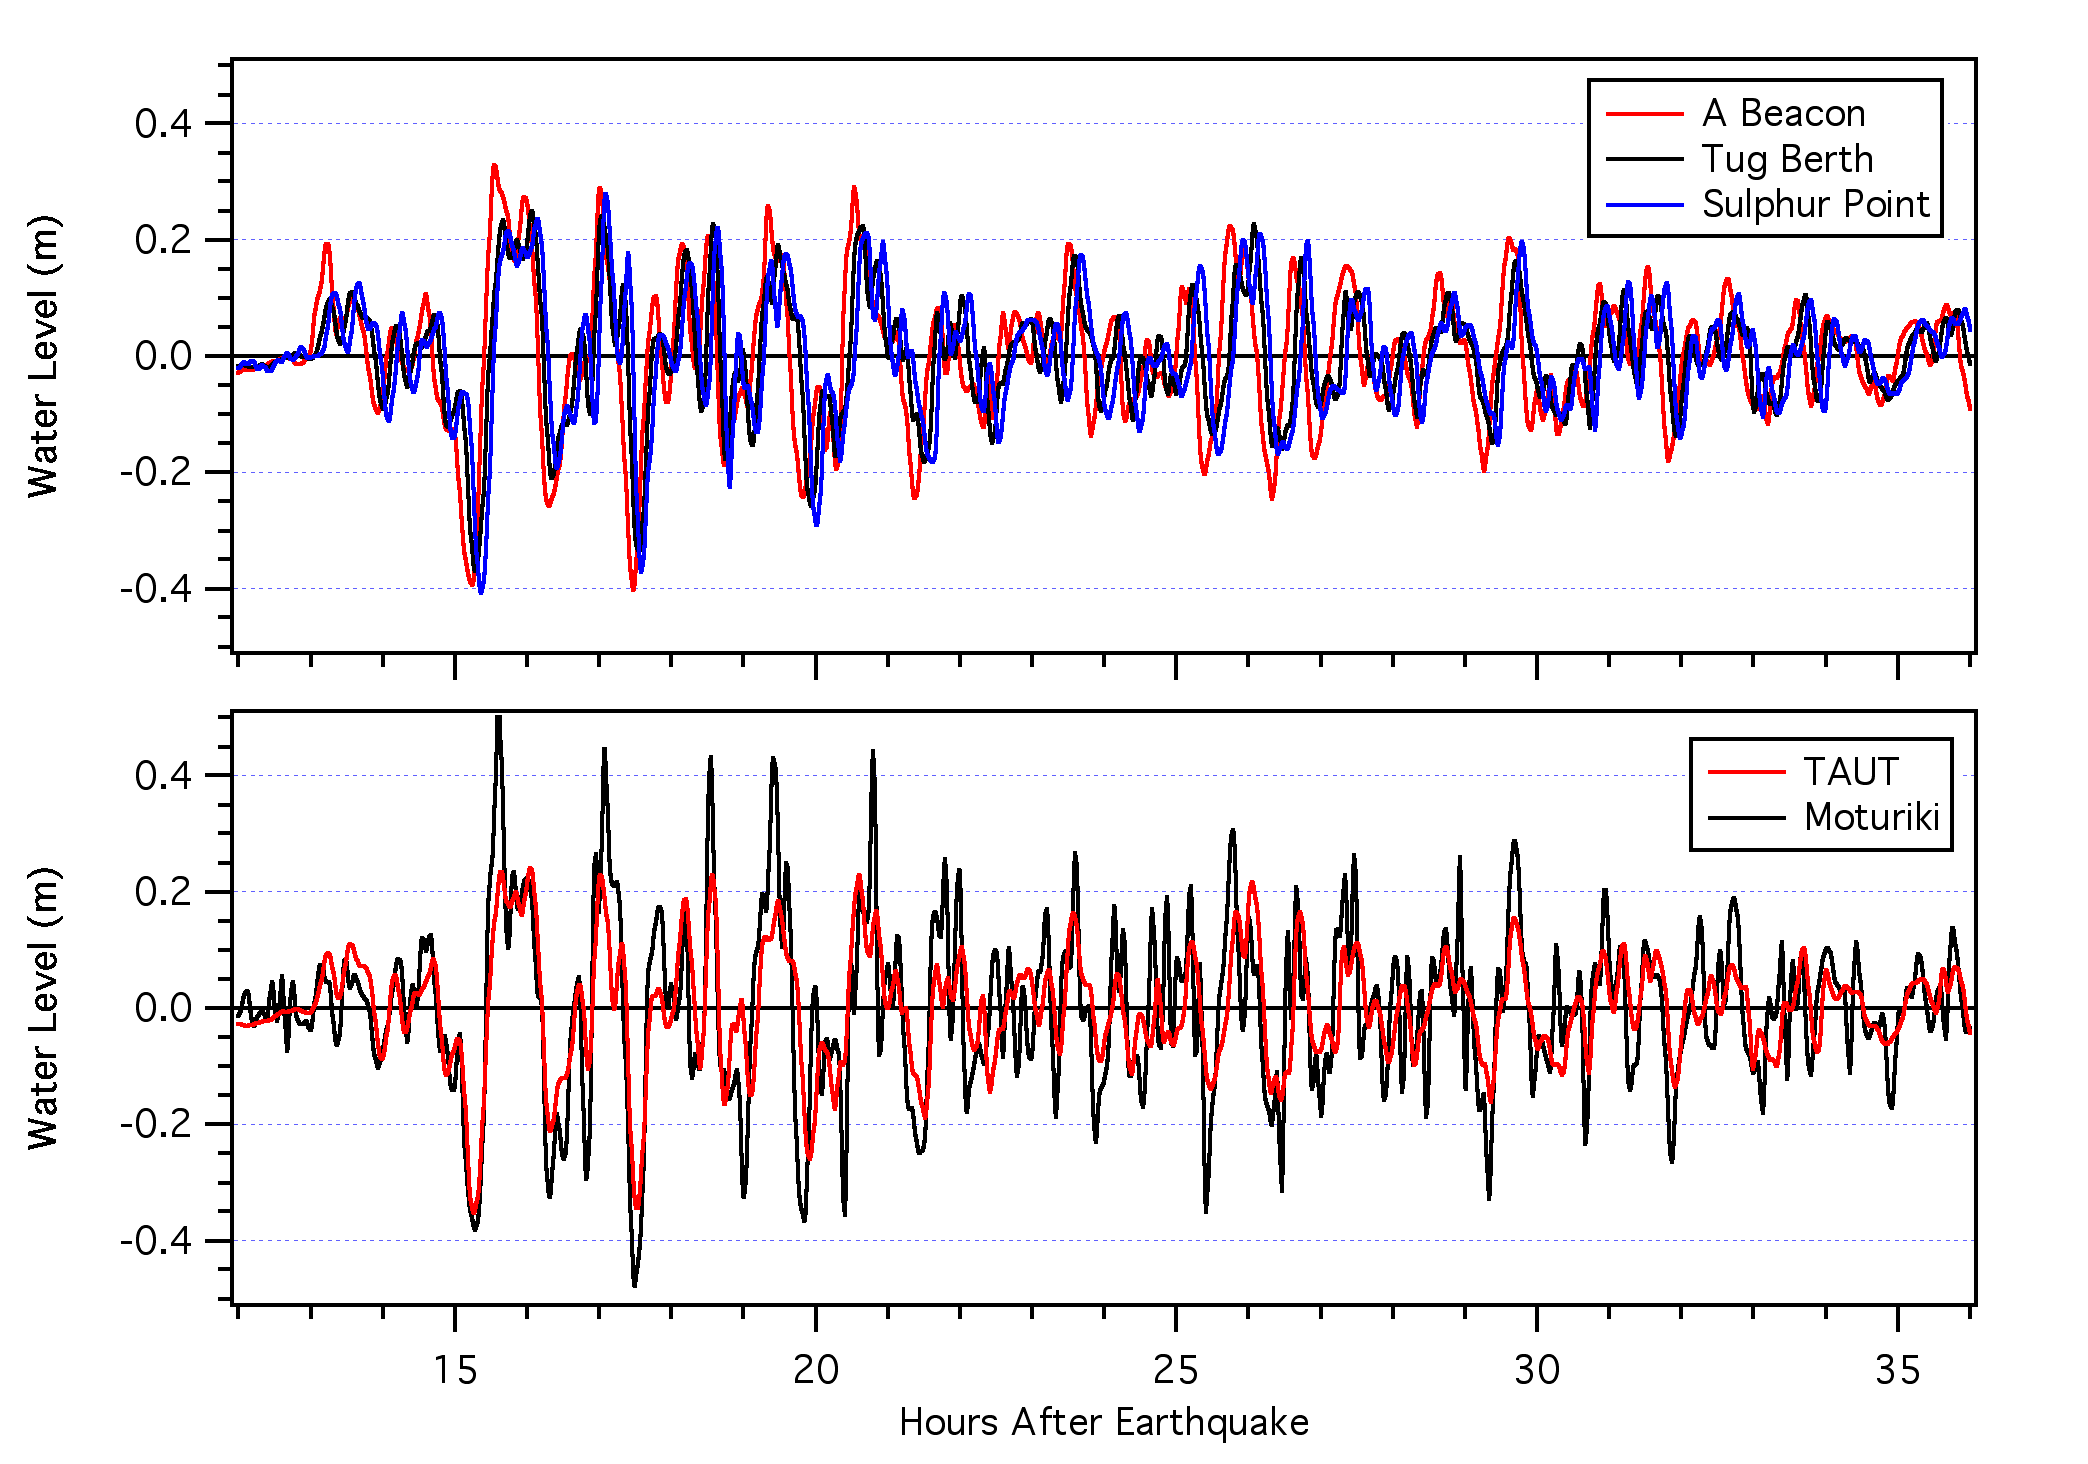 0.4
0.2
0.0
-0.2
-0.4
Water Level (m)
A Beacon
Tug Berth
Sulphur Point
0.4
0.2
0.0
-0.2
-0.4
Water Level (m)
TAUT
Moturiki
15 20 25 30 35
Hours After Earthquake